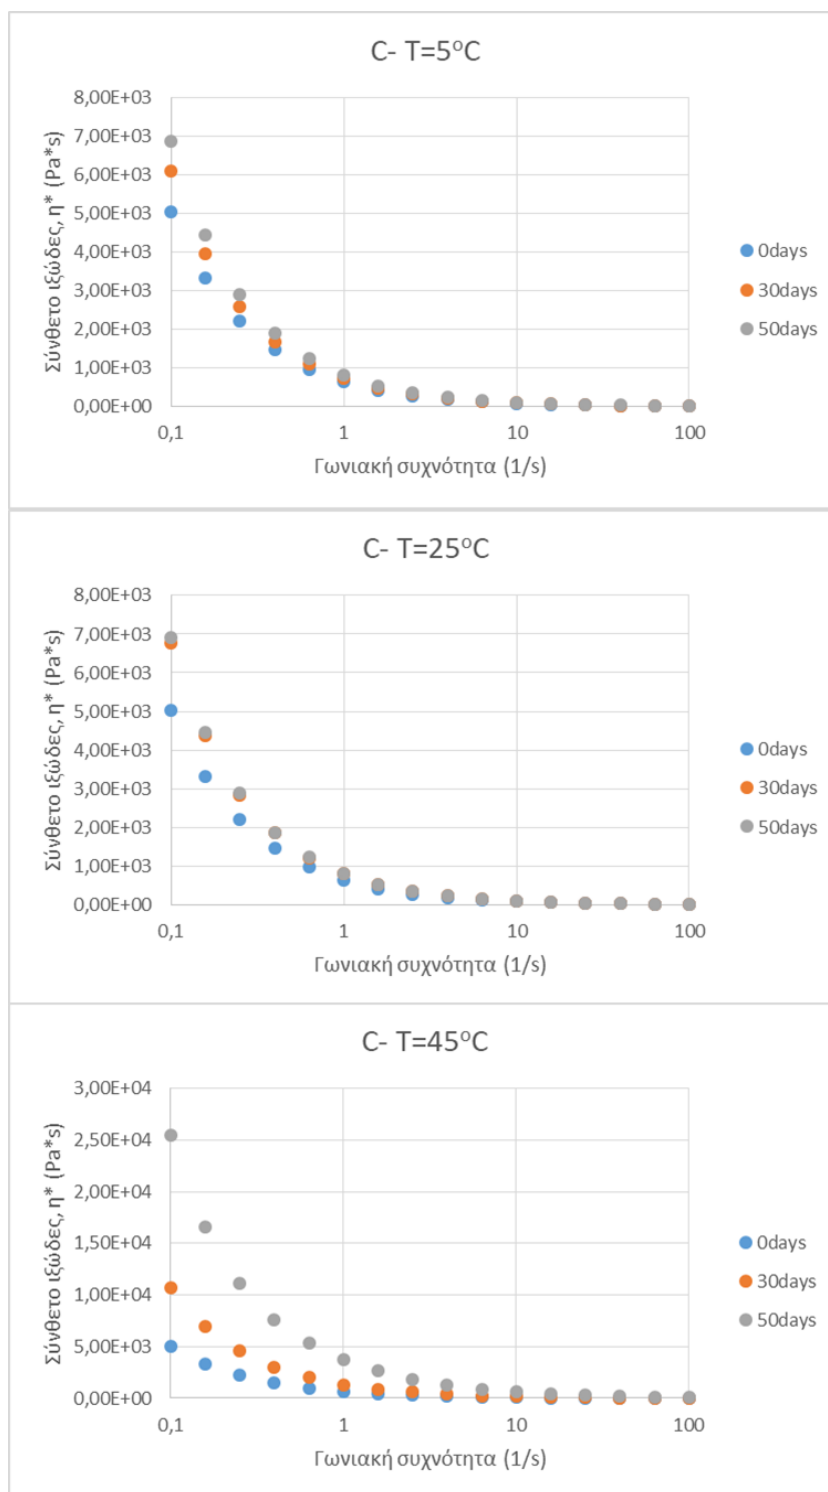 C- T=5°C
8,00E+03
7,00E+03
6,00E+03
5,00E+03
4,00E+03
3,00E+03
2,00E+03
1,00E+03
0,00E+00
Σύνθετο ιξώδες, η* (Pa*s)
0,1 1 10 100
Γωνιακή συχνότητα (1/s)
0days
30days
50days
C- T=25°C
8,00E+03
7,00E+03
6,00E+03
5,00E+03
4,00E+03
3,00E+03
2,00E+03
1,00E+03
0,00E+00
Σύνθετο ιξώδες, η* (Pa*s)
0,1 1 10 100
Γωνιακή συχνότητα (1/s)
0days
30days
50days
C- T=45°C
3,00E+04
2,50E+04
2,00E+04
1,50E+04
1,00E+04
5,00E+03
0,00E+00
Σύνθετο ιξώδες, η* (Pa*s)
0,1 1 10 100
Γωνιακή συχνότητα (1/s)
0days
30days
50days